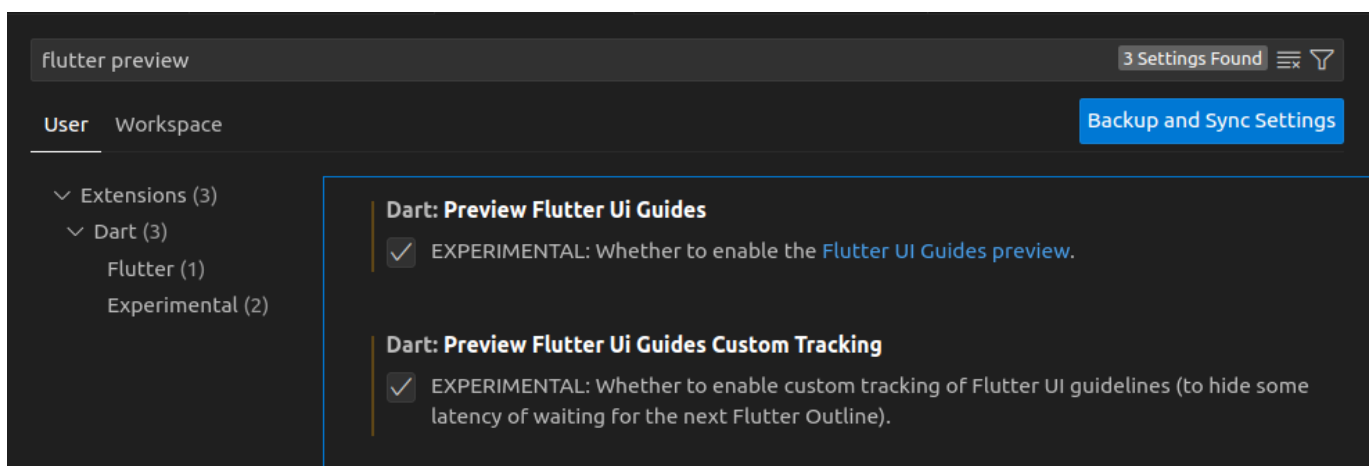 flutter preview
3 Settings Found
User
Workspace
Backup and Sync Settings
Extensions (3)
Dart (3)
Flutter (1)
Experimental (2)
Dart: Preview Flutter Ui Guides
EXPERIMENTAL: Whether to enable the Flutter UI Guides preview.
Dart: Preview Flutter Ui Guides Custom Tracking
EXPERIMENTAL: Whether to enable custom tracking of Flutter UI guidelines (to hide some
latency of waiting for the next Flutter Outline).